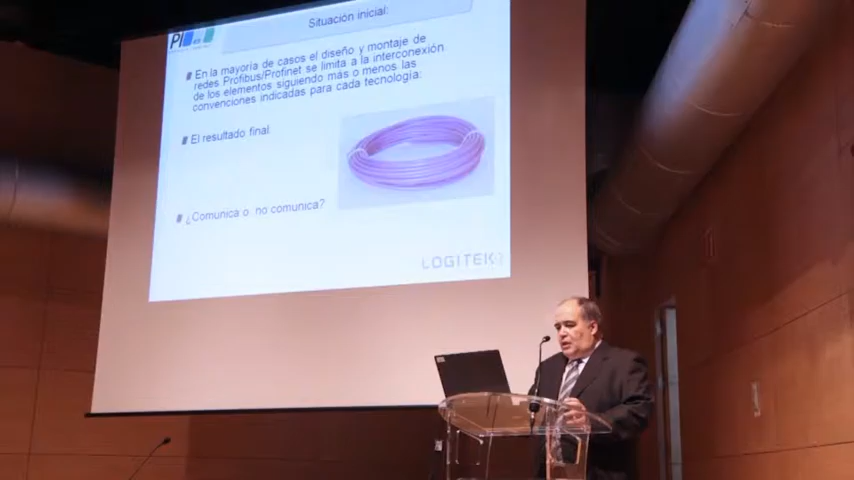 PI
Situación inicial:
En la mayoría de casos el diseño y montaje de
redes Profibus/Profinet se limita a la interconexión
de los elementos siguiendo más o menos las
convenciones indicadas para cada tecnología:
El resultado final:
¿Comunica o no comunica?
LOGITEK